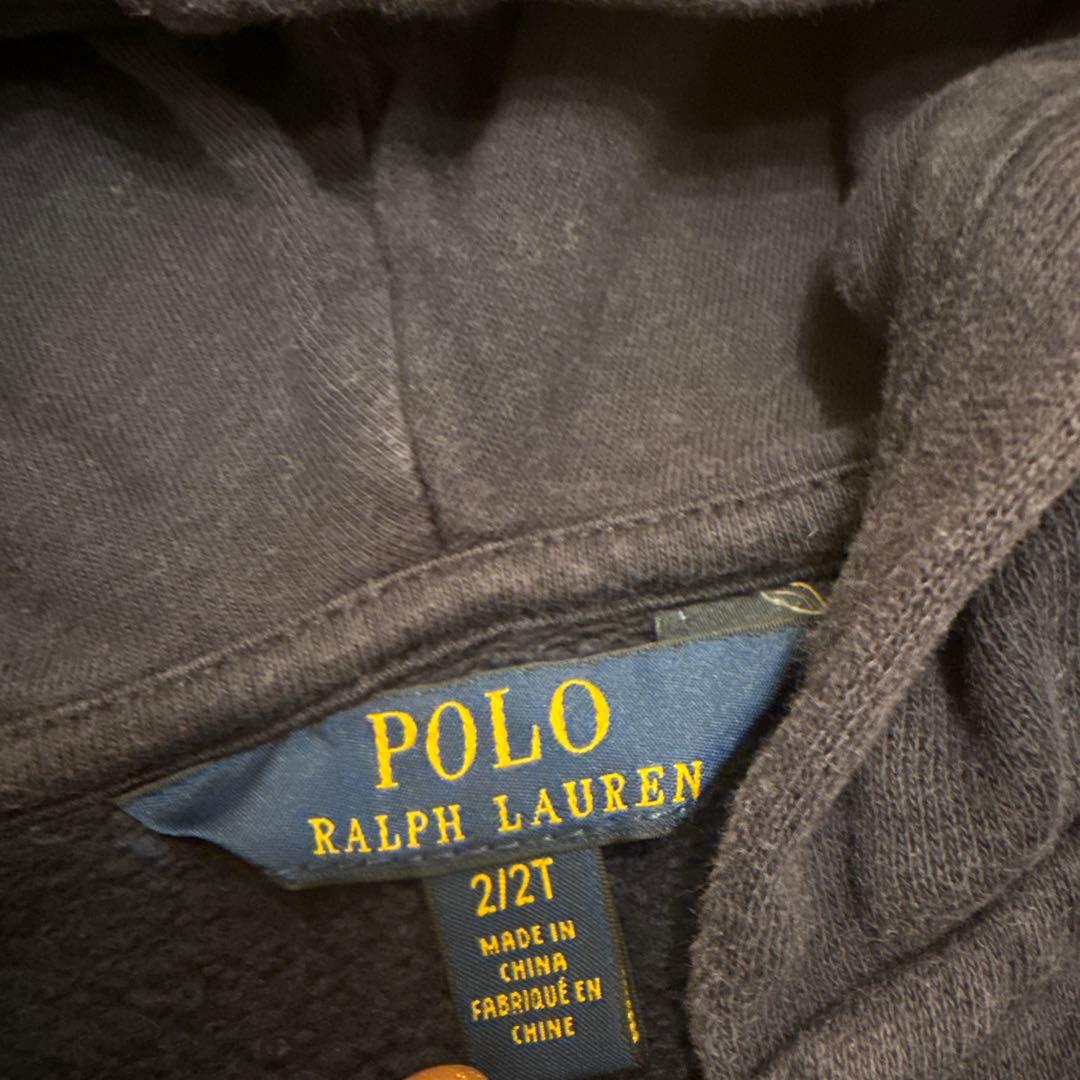 POLO
RALPH LAUREN
2/2T
MADE IN
CHINA
FABRIQUÉ EN
CHINE